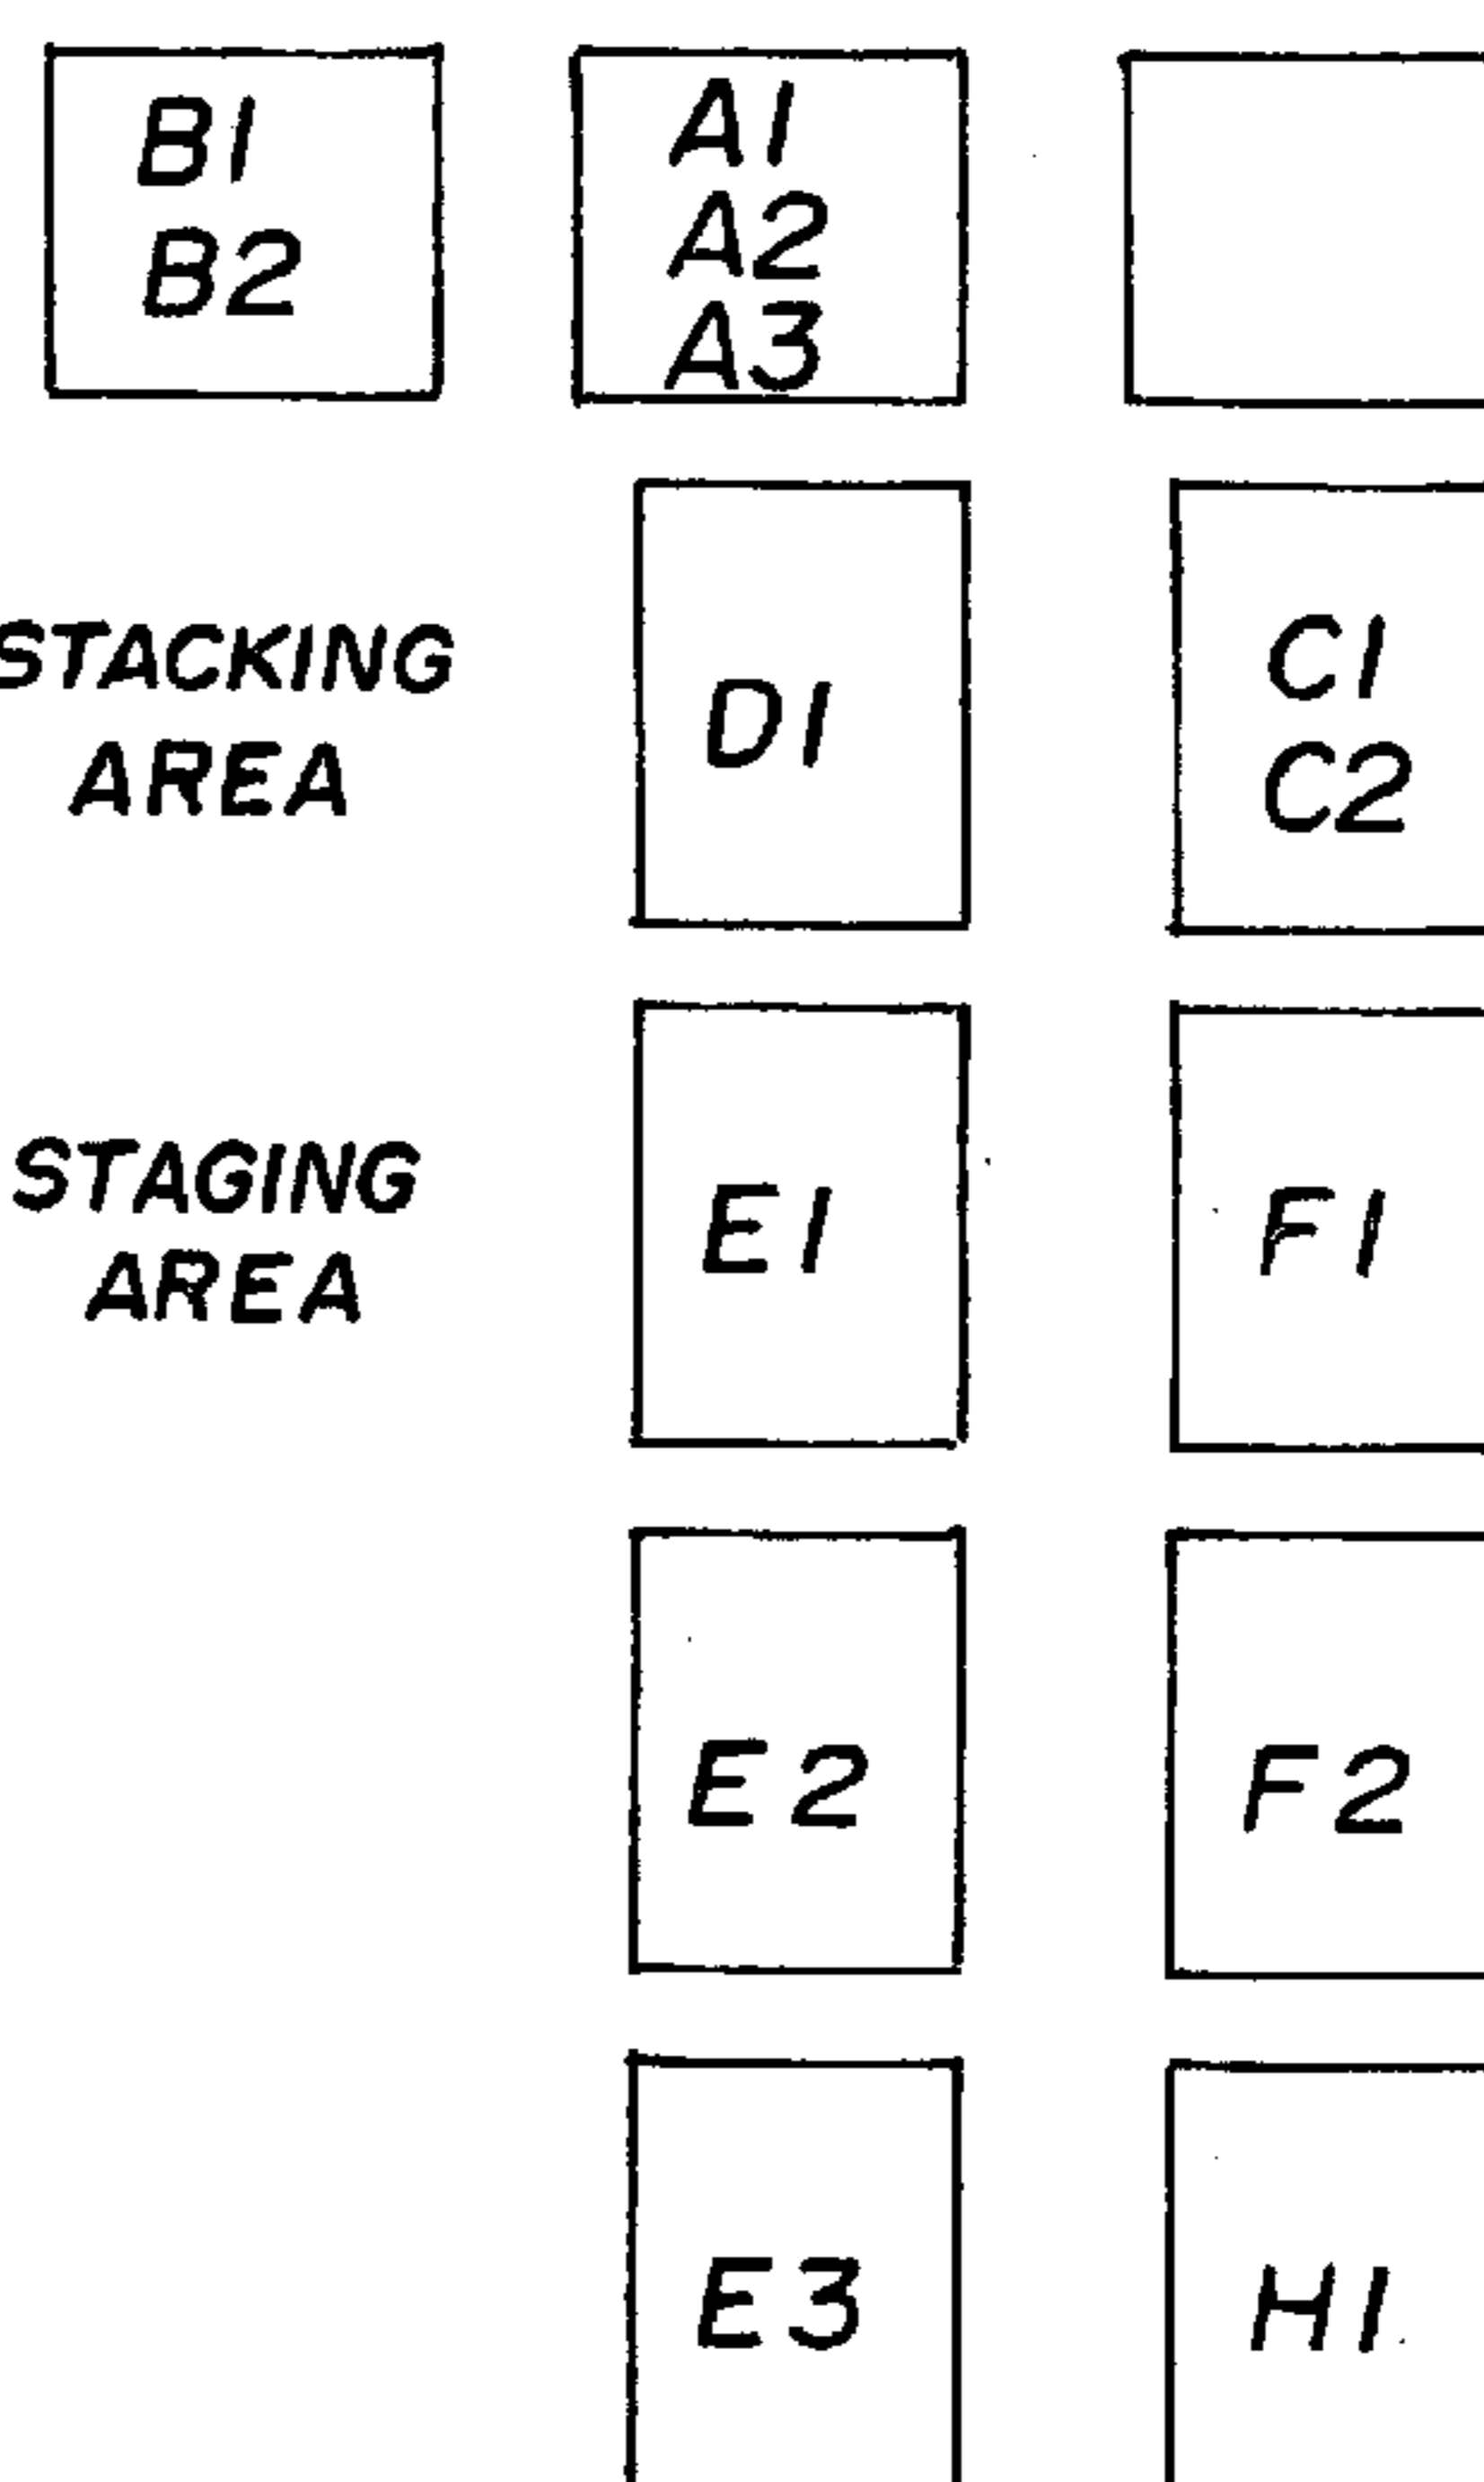 B1
B2
A1
A2
A3
STACKING
AREA
D1
C1
C2
STAGING
AREA
E1
F1
E2
F2
E3
H1